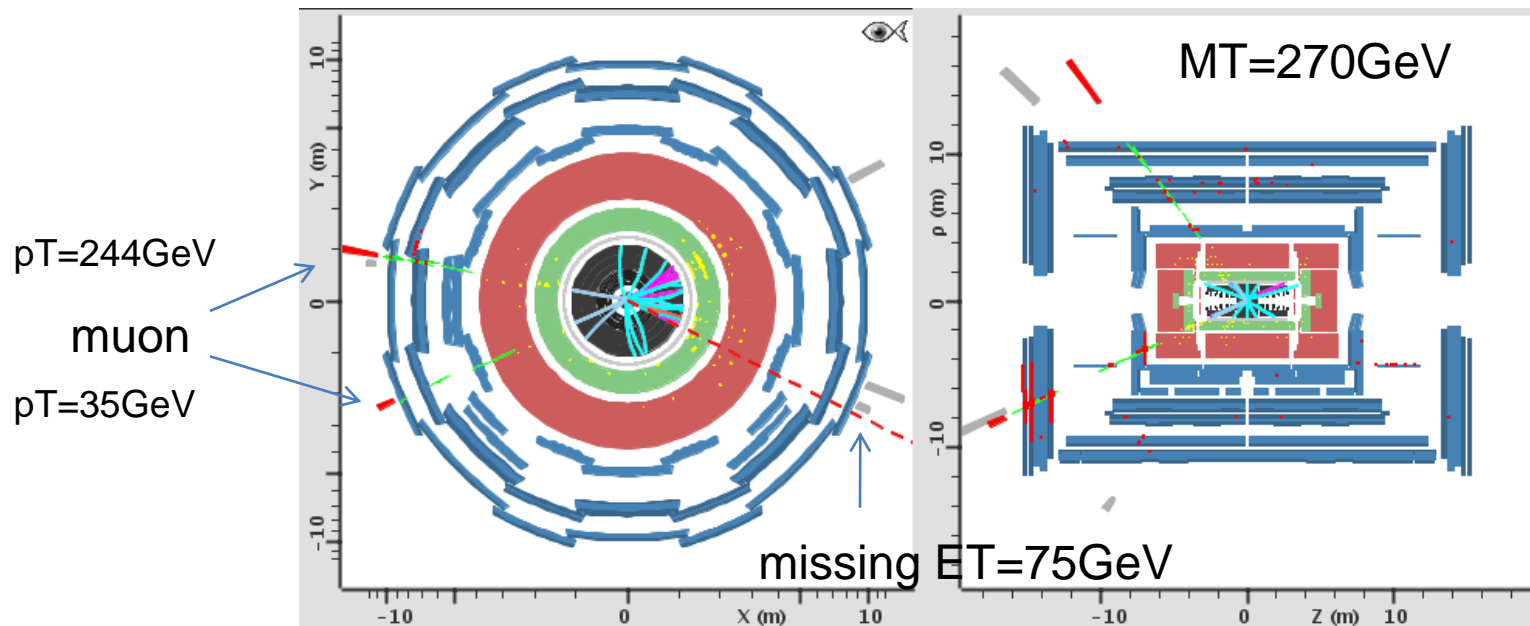 MT=270GeV
10
Y (m)
0
-10
-10
0
X (m)
10
10
ρ (m)
0
-10
-10
0
Z (m)
10
pT=244GeV
muon
pT=35GeV
missing ET=75GeV